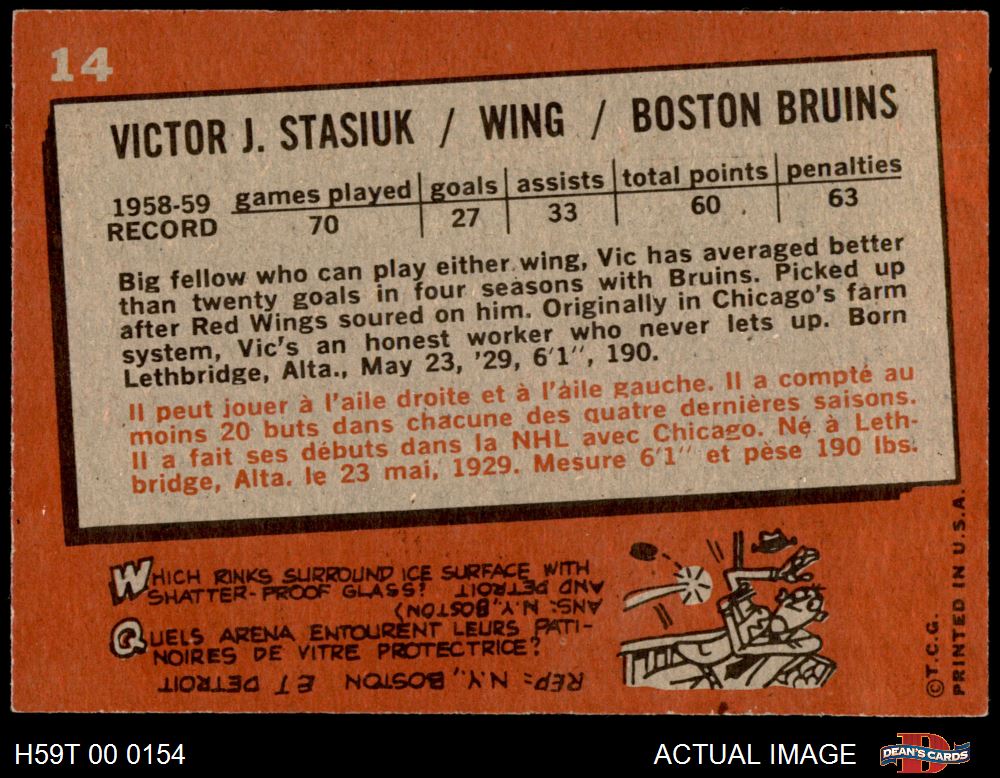 14
VICTOR J. STASIUK / WING / BOSTON BRUINS
games played goals assists total points penalties
1958-59 RECORD 70 27 33 60 63
Big fellow who can play either wing, Vic has averaged better
than twenty goals in four seasons with Bruins. Picked up
after Red Wings soured on him. Originally in Chicago's farm
system, Vic's an honest worker who never lets up. Born
Lethbridge, Alta., May 23, '29, 6'1", 190.
Il peut jouer à l'aile droite et à l'aile gauche. Il a compté au
moins 20 buts dans chacune des quatre dernières saisons.
Il a fait ses débuts dans la NHL avec Chicago. Né à Leth-
bridge, Alta. le 23 mai, 1929. Mesure 6'1" et pèse 190 lbs.
WHICH RINKS SURROUND ICE SURFACE WITH
SHATTER-PROOF GLASS?
ANS: N.Y., BOSTON,
AND DETROIT
QUELS ARENA ENTOURENT LEURS PATI-
NOIRES DE VITRE PROTECTRICE?
REP: N.Y., BOSTON ET DETROIT
©T.C.G.
PRINTED IN U.S.A.
H59T 00 0154
ACTUAL IMAGE
D
DEAN'S CARDS